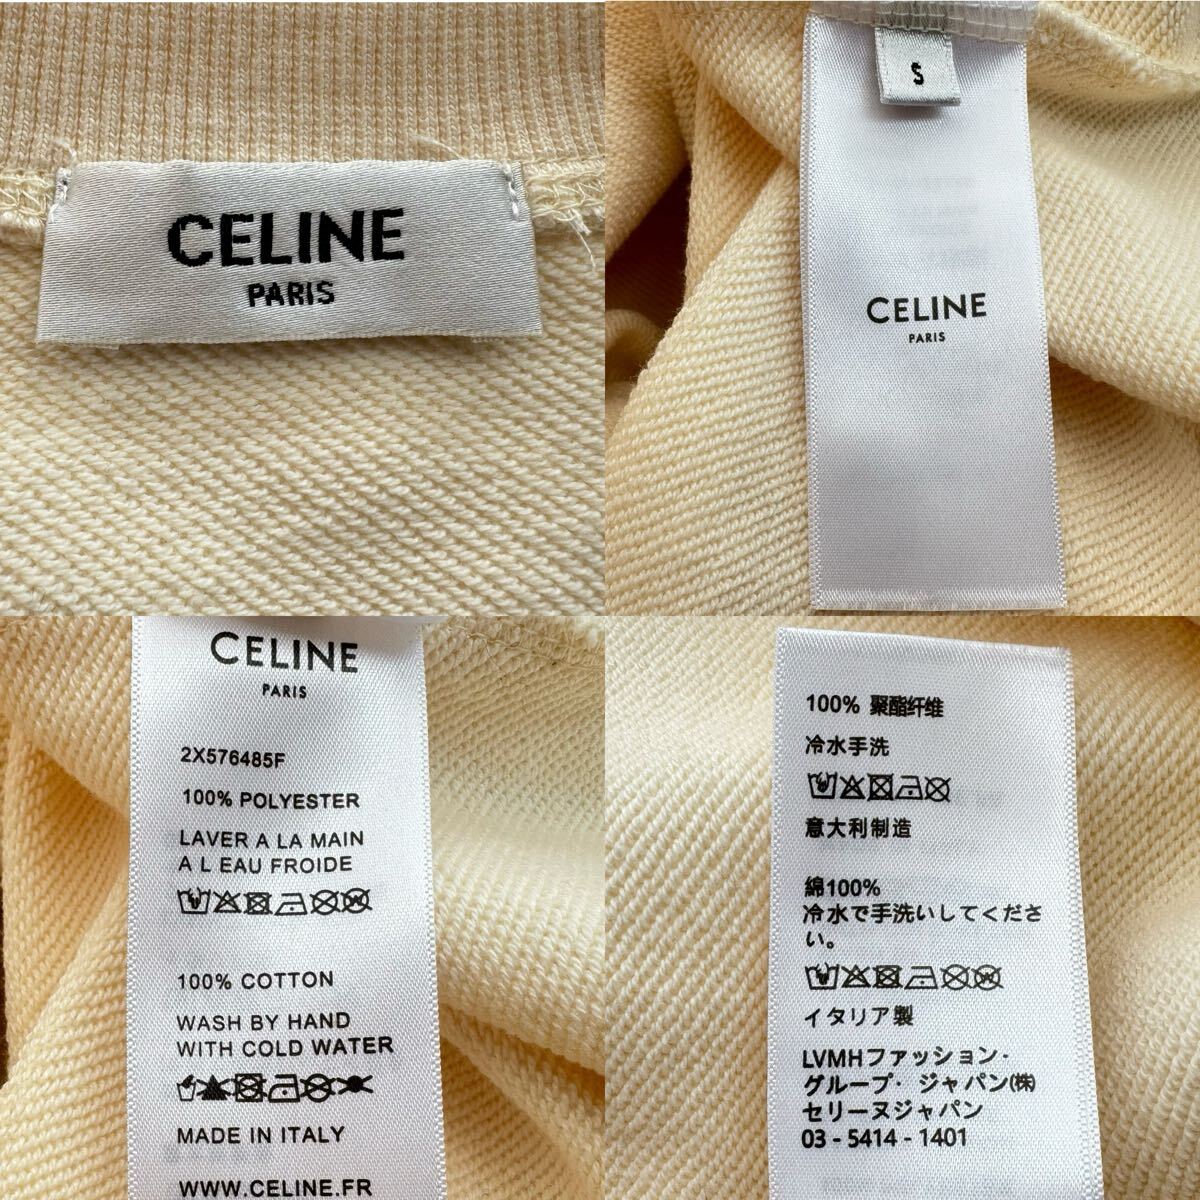 CELINE
PARIS
S
CELINE
PARIS
CELINE
PARIS
2X576485F
100% POLYESTER
LAVER A LA MAIN
A L EAU FROIDE
100% COTTON
WASH BY HAND
WITH COLD WATER
MADE IN ITALY
WWW.CELINE.FR
100% 聚酯纤维
冷水手洗
意大利制造
綿100%
冷水で手洗いしてくださ
い。
イタリア製
LVMHファッション·
グループ· ジャパン㈱
セリーヌジャパン
03 - 5414 - 1401